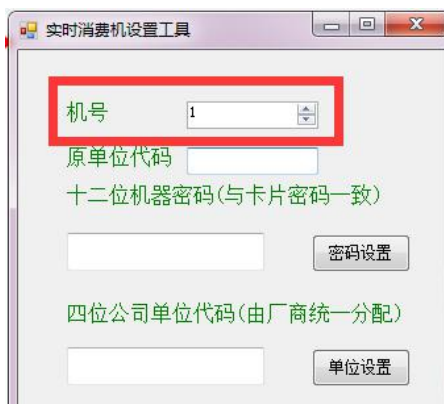 实时消费机设置工具
机号 1
原单位代码
十二位机器密码(与卡片密码一致)
密码设置
四位公司单位代码(由厂商统一分配)
单位设置